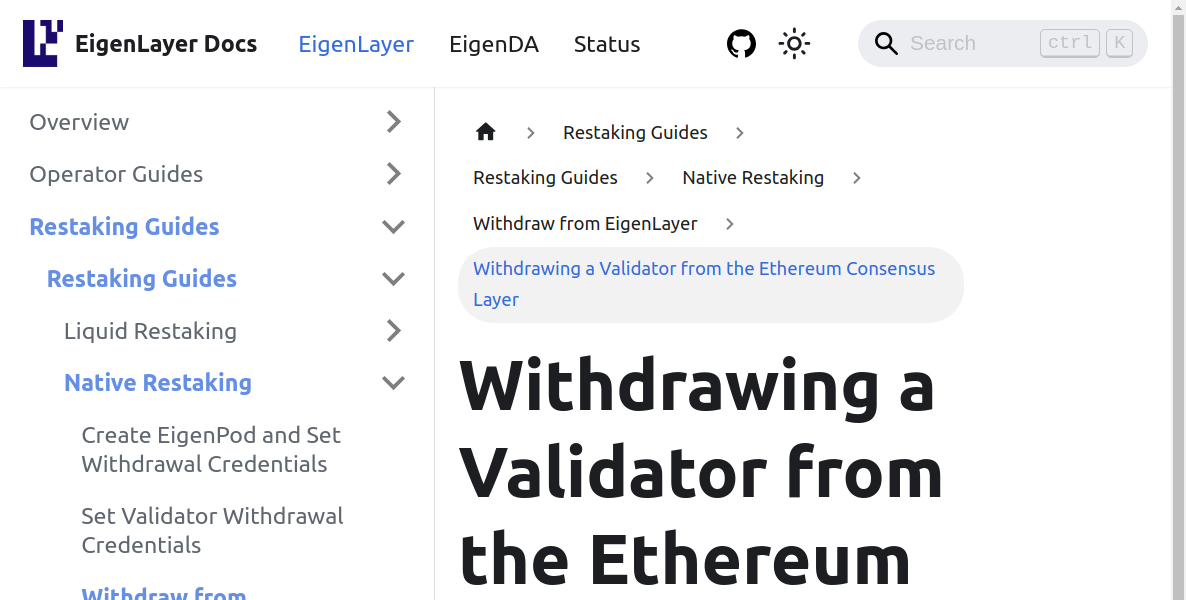 EigenLayer Docs EigenLayer EigenDA Status Search ctrl K
Overview
Operator Guides
Restaking Guides
Restaking Guides
Liquid Restaking
Native Restaking
Create EigenPod and Set
Withdrawal Credentials
Set Validator Withdrawal
Credentials
Withdraw from
Restaking Guides
Restaking Guides Native Restaking
Withdraw from EigenLayer
Withdrawing a Validator from the Ethereum Consensus
Layer
Withdrawing a
Validator from
the Ethereum